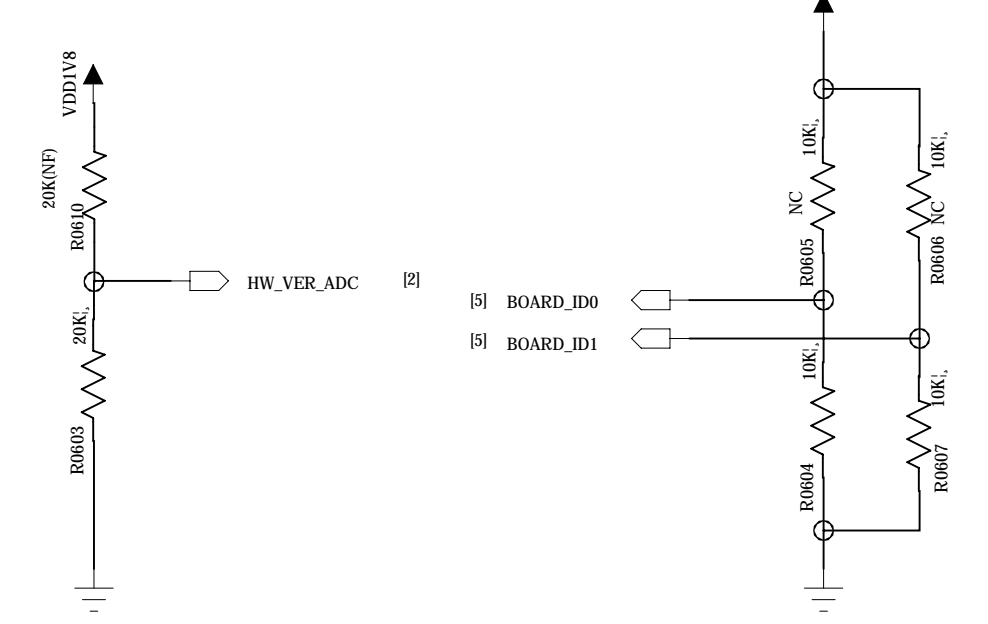 VDD1V8
20K(NF)
R0610
HW_VER_ADC [2]
20K¦¸
R0603
10K¦¸
NC
R0605
10K¦¸
NC
R0606
[5] BOARD_ID0
[5] BOARD_ID1
10K¦¸
R0604
10K¦¸
R0607